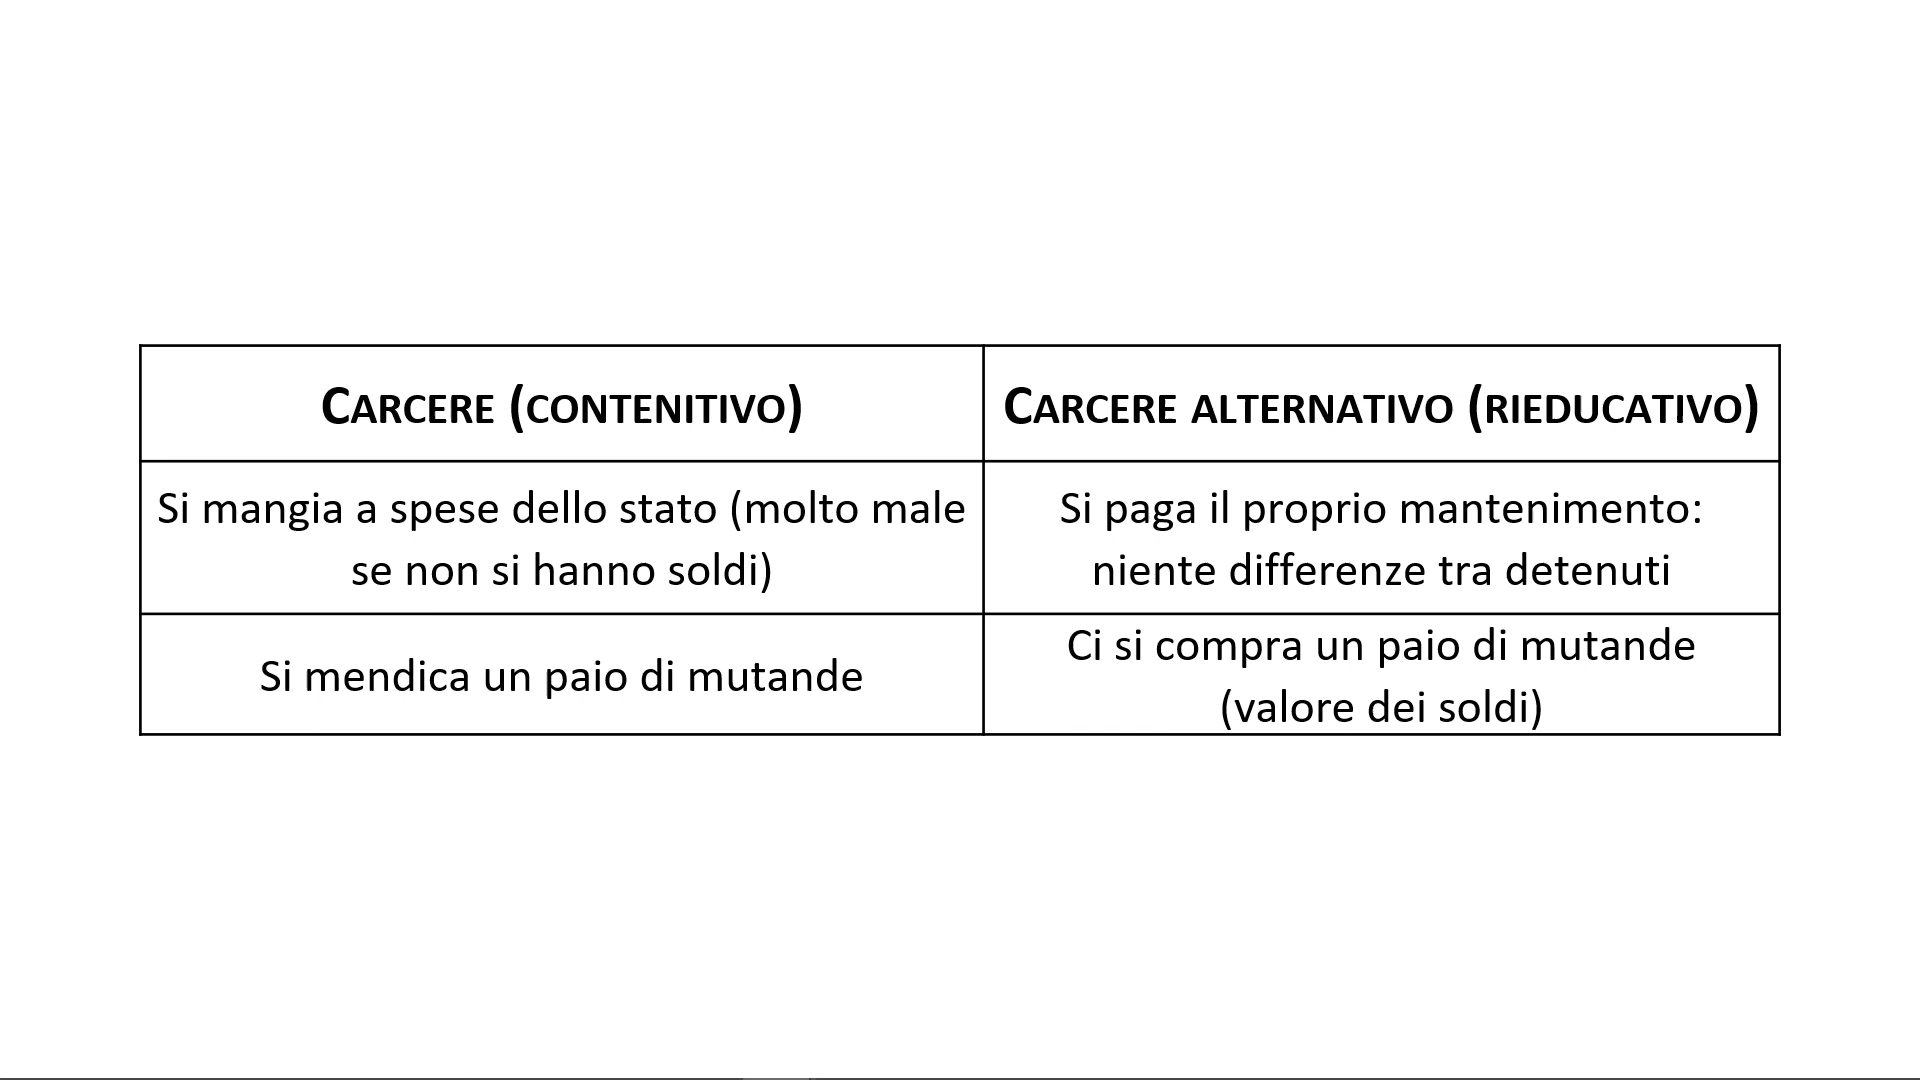 CARCERE (CONTENITIVO)
CARCERE ALTERNATIVO (RIEDUCATIVO)
Si mangia a spese dello stato (molto male
se non si hanno soldi)
Si paga il proprio mantenimento:
niente differenze tra detenuti
Si mendica un paio di mutande
Ci si compra un paio di mutande
(valore dei soldi)